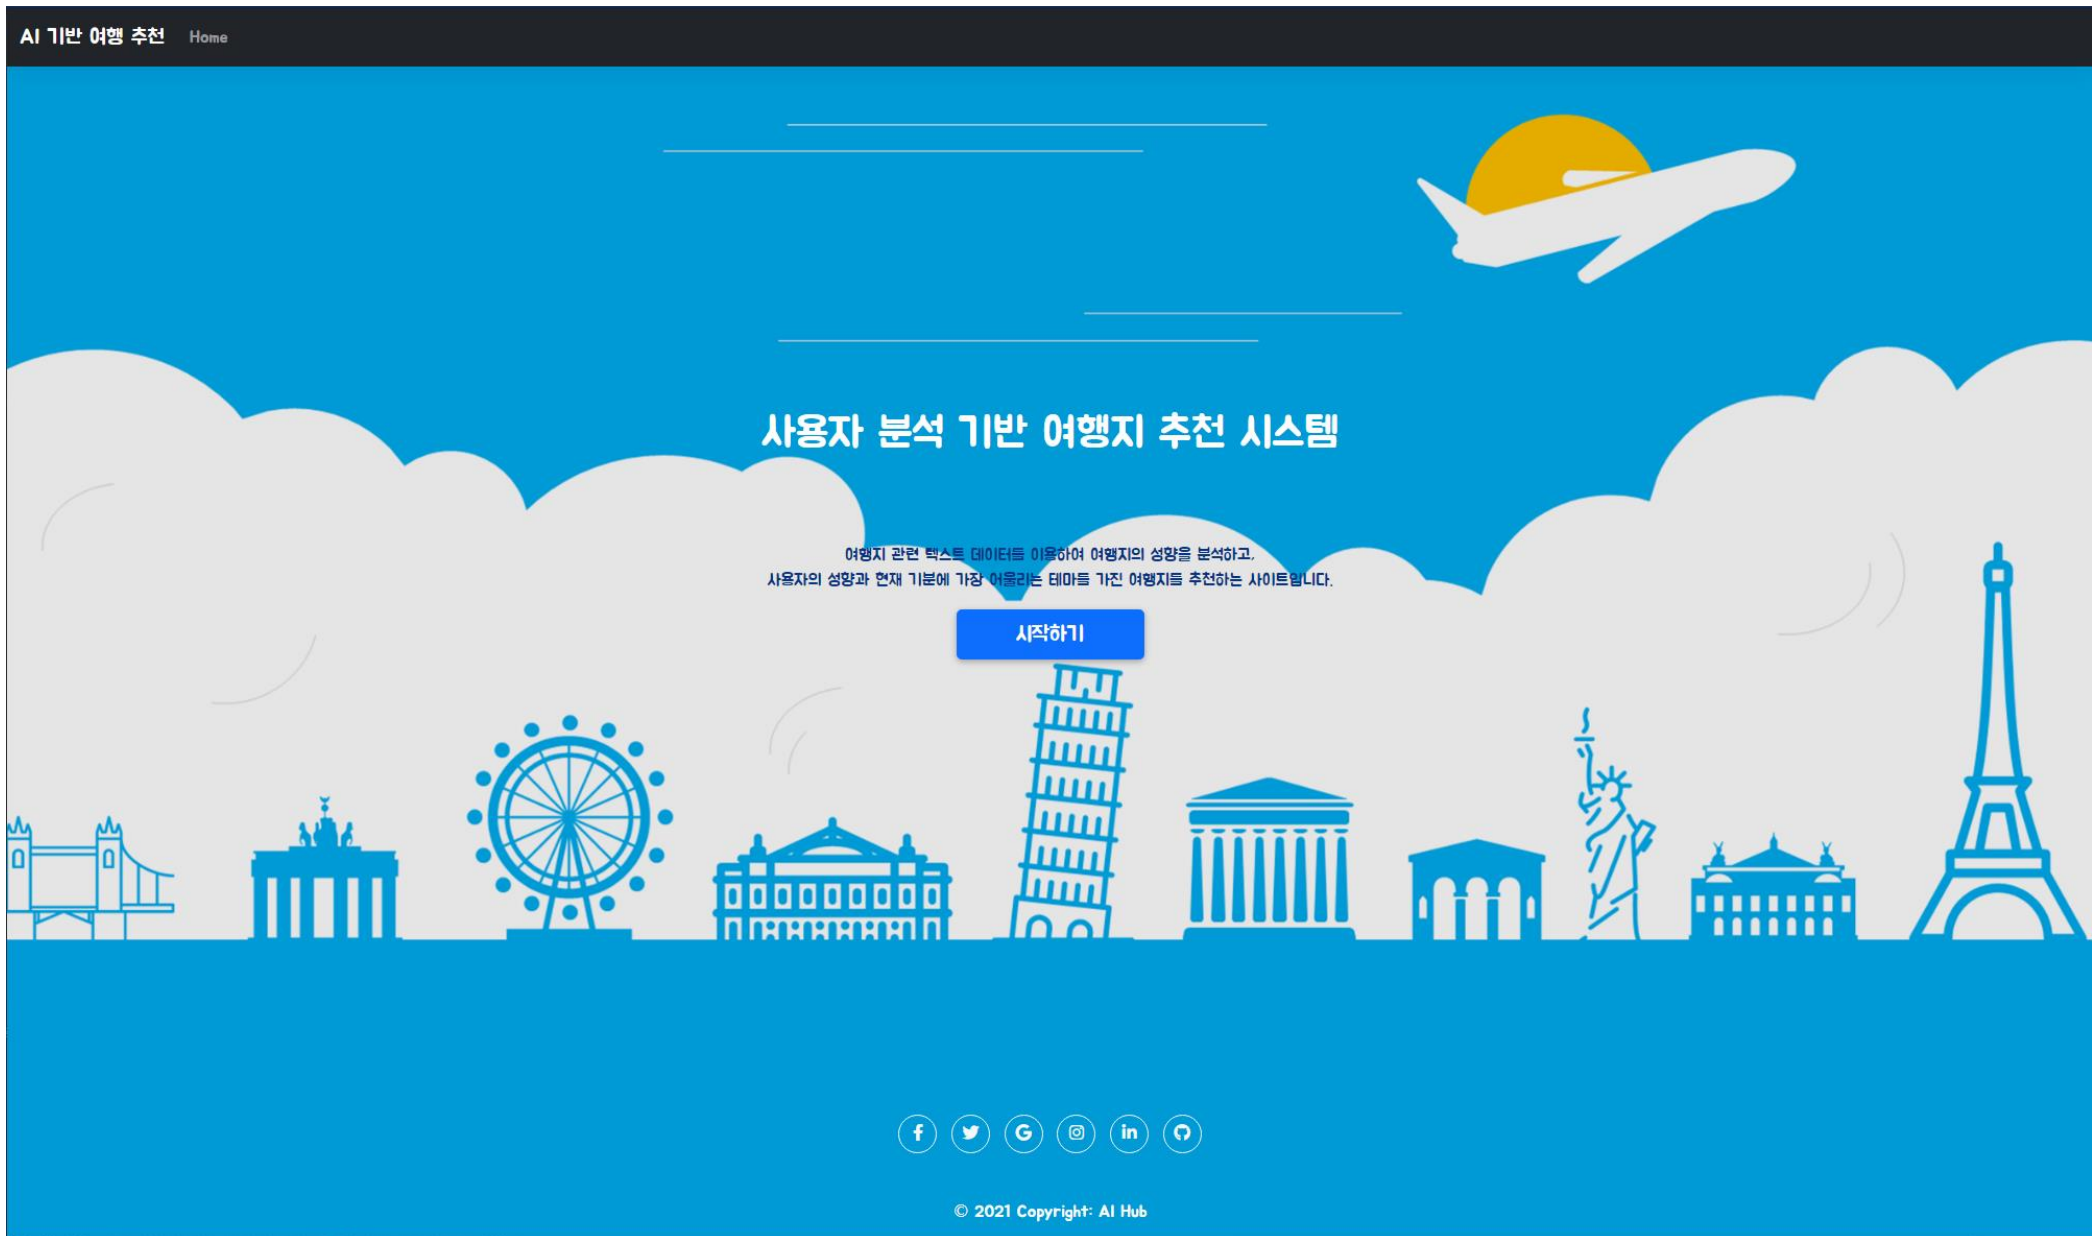 AI 기반 여행 추천 Home
사용자 분석 기반 여행지 추천 시스템
여행지 관련 텍스트 데이터를 이용하여 여행지의 성향을 분석하고,
사용자의 성향과 현재 기분에 가장 어울리는 테마를 가진 여행지를 추천하는 사이트입니다.
시작하기
© 2021 Copyright: AI Hub